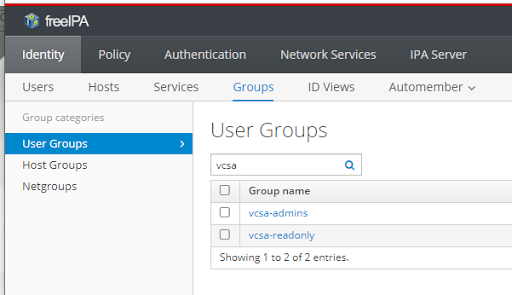 freeIPA
Identity Policy Authentication Network Services IPA Server
Users Hosts Services Groups ID Views Automember
Group categories
User Groups
Host Groups
Netgroups
User Groups
vcsa
Group name
vcsa-admins
vcsa-readonly
Showing 1 to 2 of 2 entries.